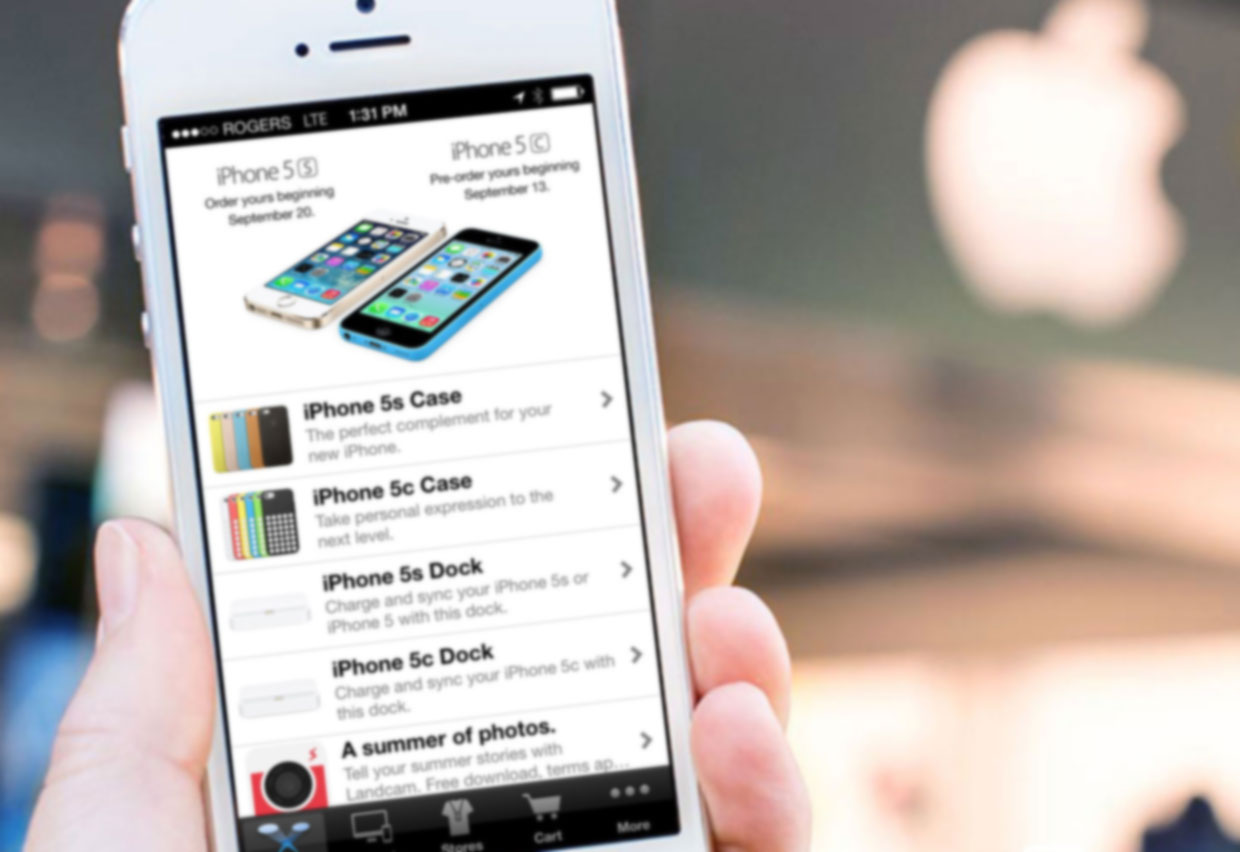 ROGERS LTE 1:31 PM
iPhone 5 S
Order yours beginning
September 20.
iPhone 5 C
Pre-order yours beginning
September 13.
iPhone 5s Case
The perfect complement for your
new iPhone.
iPhone 5c Case
Take personal expression to the
next level.
iPhone 5s Dock
Charge and sync your iPhone 5s or
iPhone 5 with this dock.
iPhone 5c Dock
Charge and sync your iPhone 5c with
this dock.
S
A summer of photos.
Tell your summer stories with
Landcam. Free download, terms ap...
Stores
Cart
More